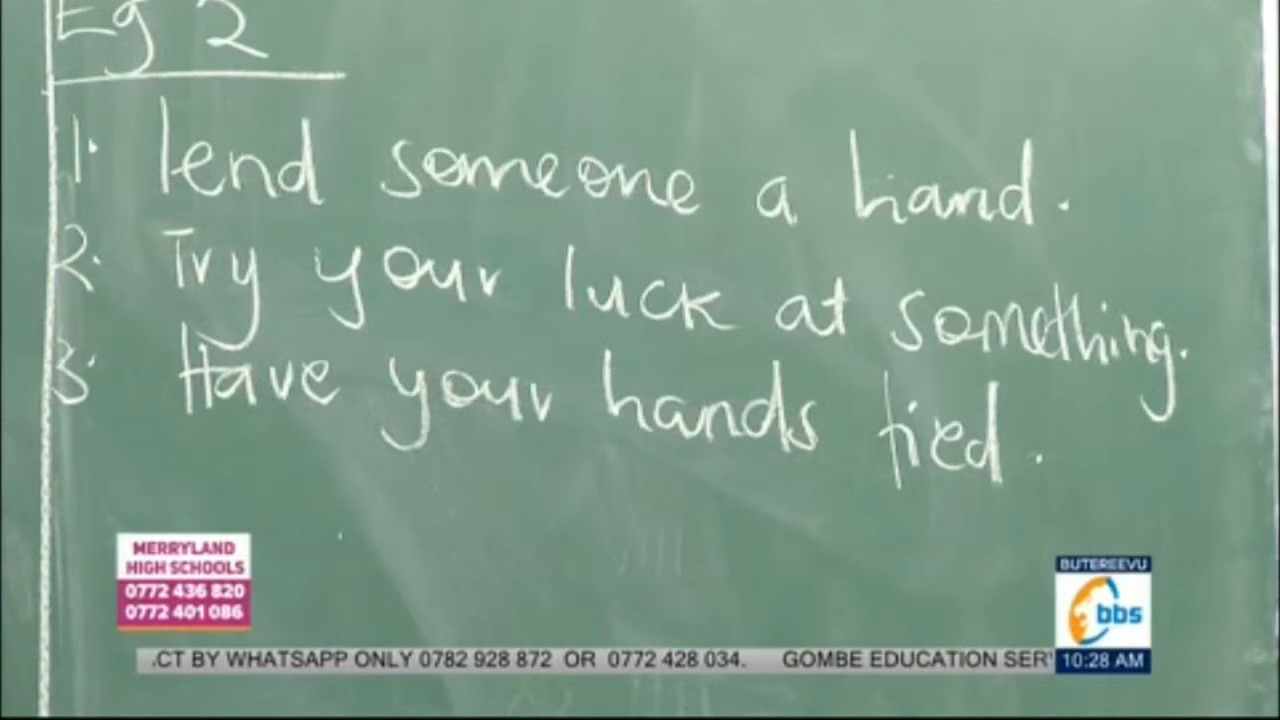 Eg 2
1. lend someone a hand.
2. Try your luck at something.
3. Have your hands tied.
MERRYLAND
HIGH SCHOOLS
0772 436 820
0772 401 086
BUTEREEVU
bbs
.CT BY WHATSAPP ONLY 0782 928 872 OR 0772 428 034. GOMBE EDUCATION SER
10:28 AM